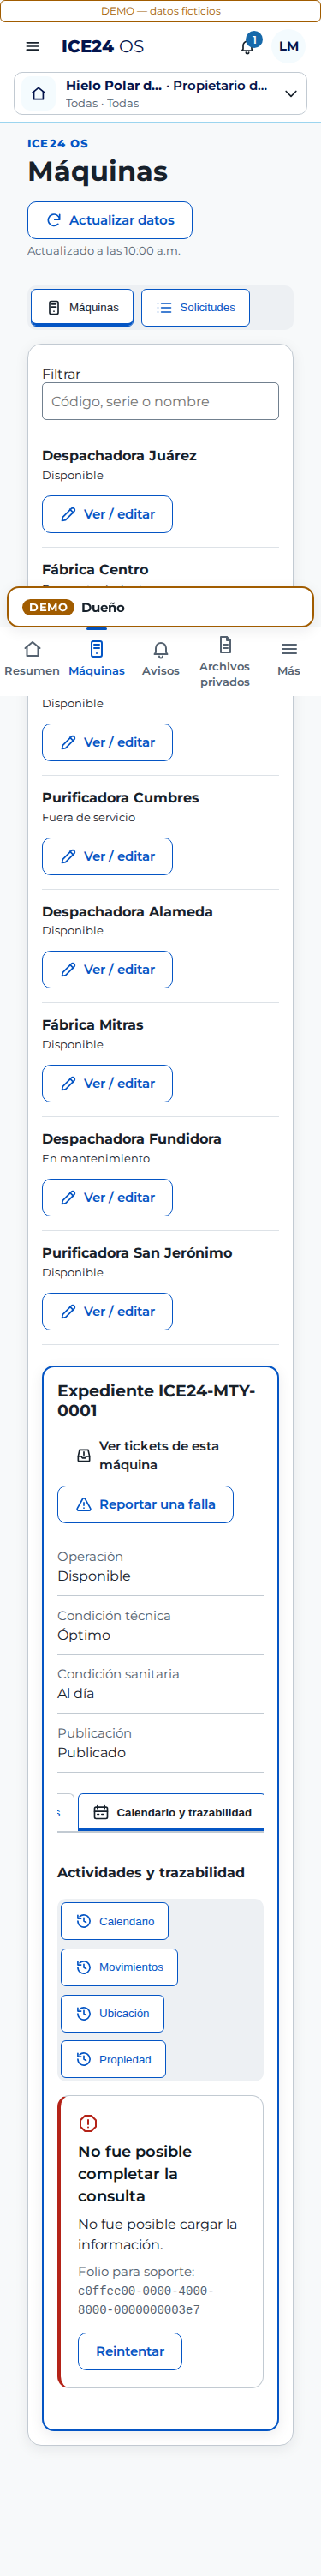 DEMO — datos ficticios
ICE24 OS
1
LM
Hielo Polar d... · Propietario d...
Todas · Todas
ICE24 OS
Máquinas
Actualizar datos
Actualizado a las 10:00 a.m.
Máquinas
Solicitudes
Filtrar
Código, serie o nombre
Despachadora Juárez
Disponible
Ver / editar
Fábrica Centro
DEMO Dueño
Resumen
Máquinas
Avisos
Archivos privados
Más
Disponible
Ver / editar
Purificadora Cumbres
Fuera de servicio
Ver / editar
Despachadora Alameda
Disponible
Ver / editar
Fábrica Mitras
Disponible
Ver / editar
Despachadora Fundidora
En mantenimiento
Ver / editar
Purificadora San Jerónimo
Disponible
Ver / editar
Expediente ICE24-MTY-
0001
Ver tickets de esta
máquina
Reportar una falla
Operación
Disponible
Condición técnica
Óptimo
Condición sanitaria
Al día
Publicación
Publicado
s
Calendario y trazabilidad
Actividades y trazabilidad
Calendario
Movimientos
Ubicación
Propiedad
No fue posible
completar la
consulta
No fue posible cargar la
información.
Folio para soporte:
c0ffee00-0000-4000-
8000-0000000003e7
Reintentar